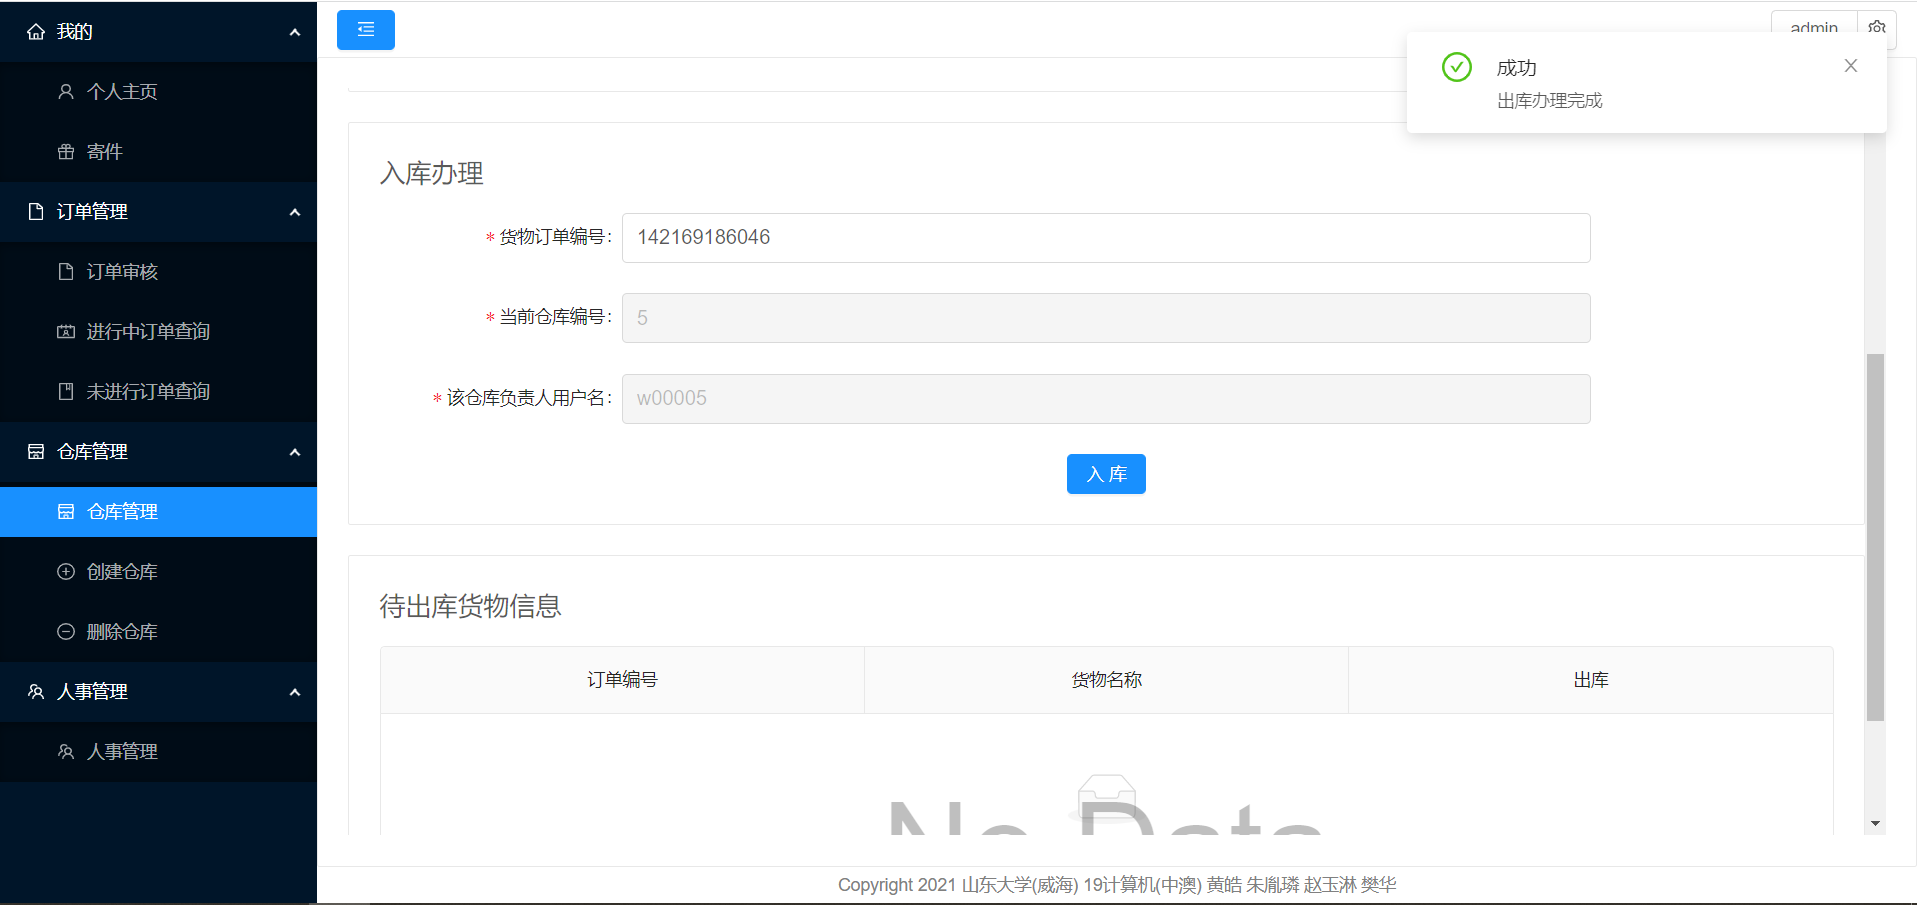 我的
个人主页
寄件
订单管理
订单审核
进行中订单查询
未进行订单查询
仓库管理
仓库管理
创建仓库
删除仓库
人事管理
人事管理
admin
成功
出库办理完成
入库办理
* 货物订单编号: 142169186046
* 当前仓库编号: 5
* 该仓库负责人用户名: w00005
入 库
待出库货物信息
订单编号 货物名称 出库
No Data
Copyright 2021 山东大学(威海) 19计算机(中澳) 黄皓 朱胤璘 赵玉淋 樊华